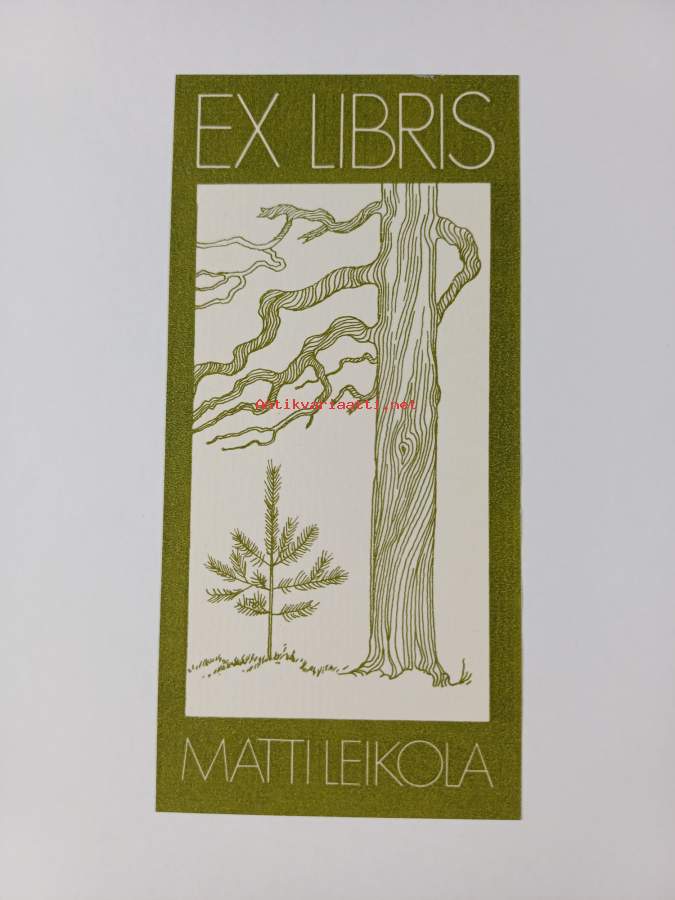 EX LIBRIS
Antikvariaatti.net
MATTI LEIKOLA